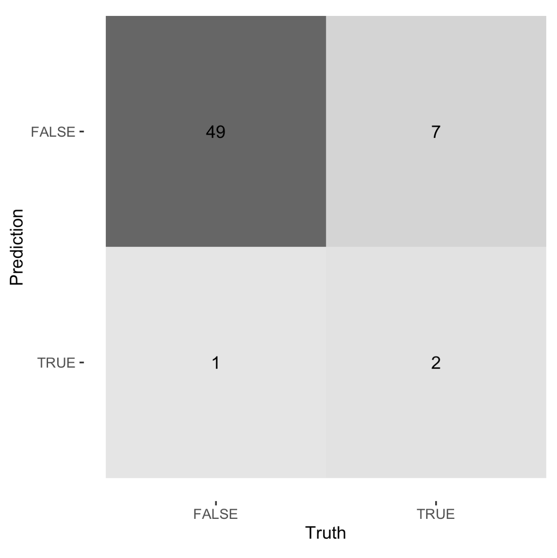 FALSE
49
7
Prediction
TRUE
1
2
FALSE
TRUE
Truth